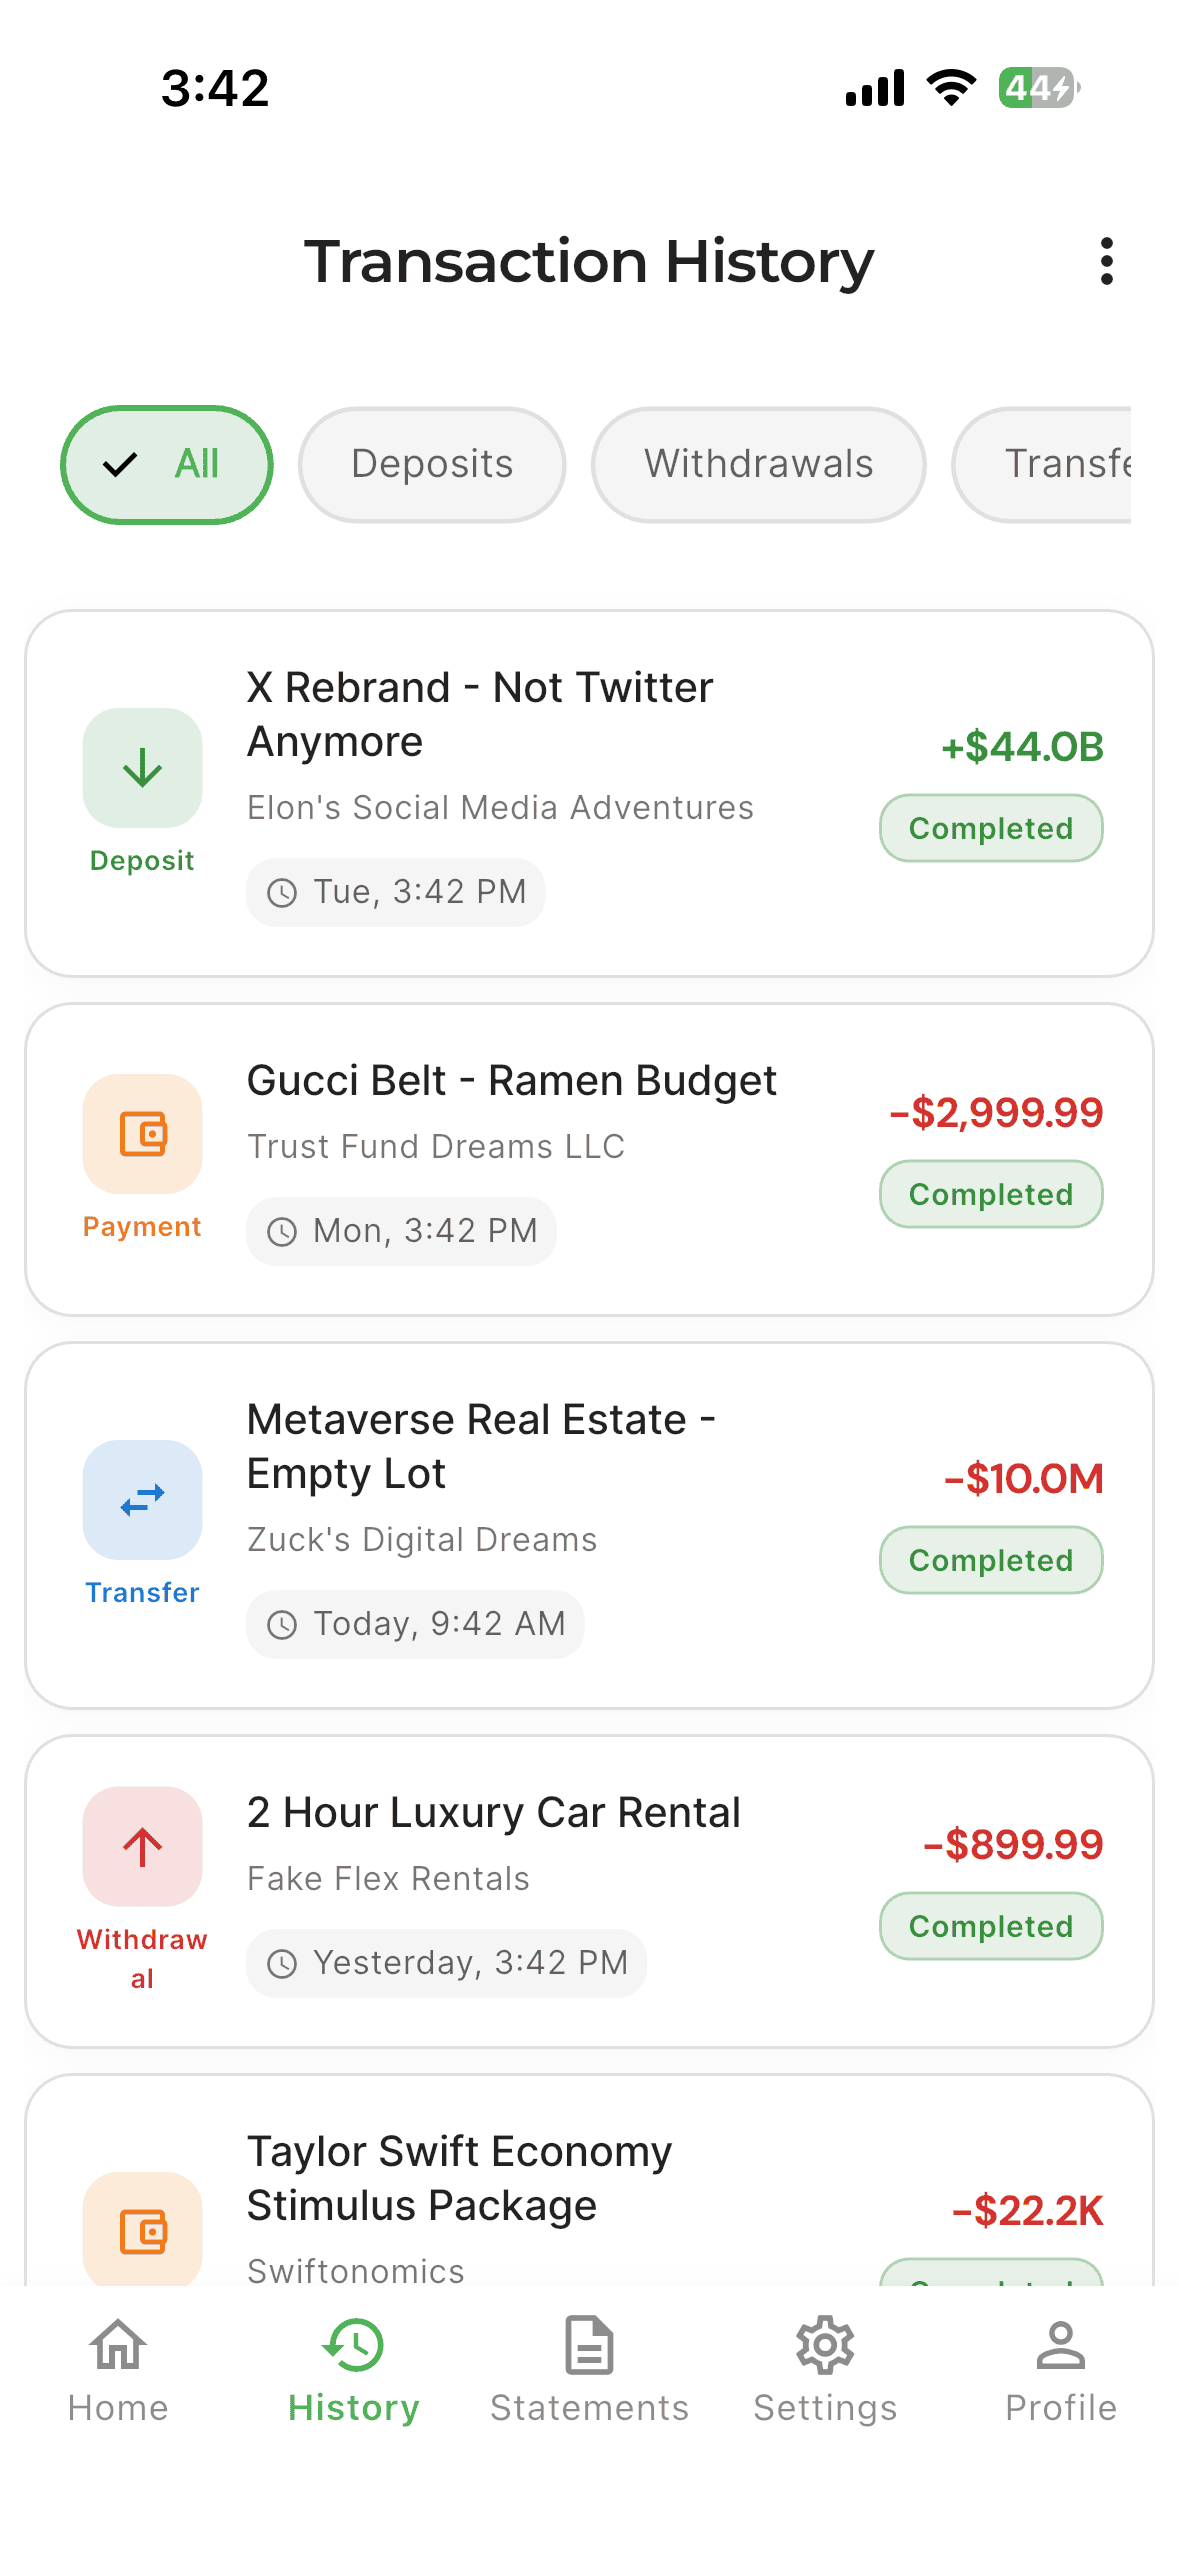 3:42
44
Transaction History
All
Deposits
Withdrawals
Transfe
X Rebrand - Not Twitter
Anymore
+$44.0B
Elon's Social Media Adventures
Completed
Deposit
Tue, 3:42 PM
Gucci Belt - Ramen Budget
-$2,999.99
Trust Fund Dreams LLC
Completed
Payment
Mon, 3:42 PM
Metaverse Real Estate -
Empty Lot
-$10.0M
Zuck's Digital Dreams
Completed
Transfer
Today, 9:42 AM
2 Hour Luxury Car Rental
-$899.99
Fake Flex Rentals
Completed
Withdraw
al
Yesterday, 3:42 PM
Taylor Swift Economy
Stimulus Package
-$22.2K
Swiftonomics
Home
History
Statements
Settings
Profile